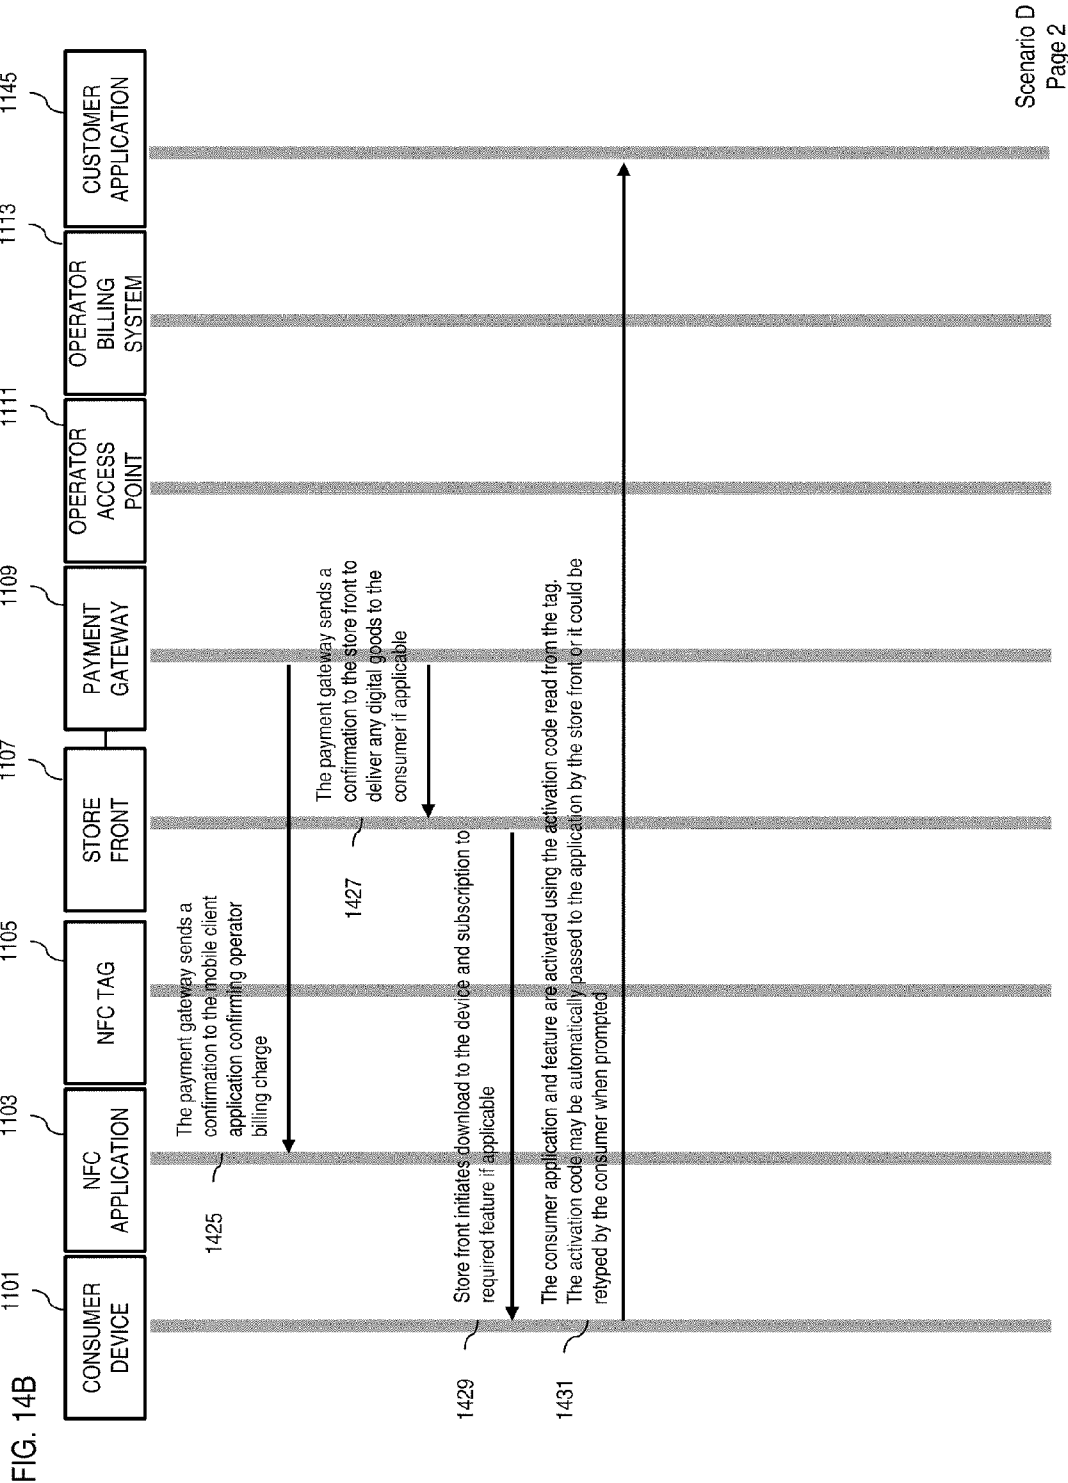 FIG. 14B
1101
1103
1105
1107
1109
1111
1113
1145
CONSUMER
DEVICE
NFC
APPLICATION
NFC TAG
STORE
FRONT
PAYMENT
GATEWAY
OPERATOR
ACCESS
POINT
OPERATOR
BILLING
SYSTEM
CUSTOMER
APPLICATION
The payment gateway sends a
confirmation to the mobile client
application confirming operator
billing charge
1425
The payment gateway sends a
confirmation to the store front to
deliver any digital goods to the
consumer if applicable
1427
Store front initiates download to the device and subscription to
required feature if applicable
1429
The consumer application and feature are activated using the activation code read from the tag.
The activation code may be automatically passed to the application by the store front or it could be
retyped by the consumer when prompted
1431
Scenario D
Page 2